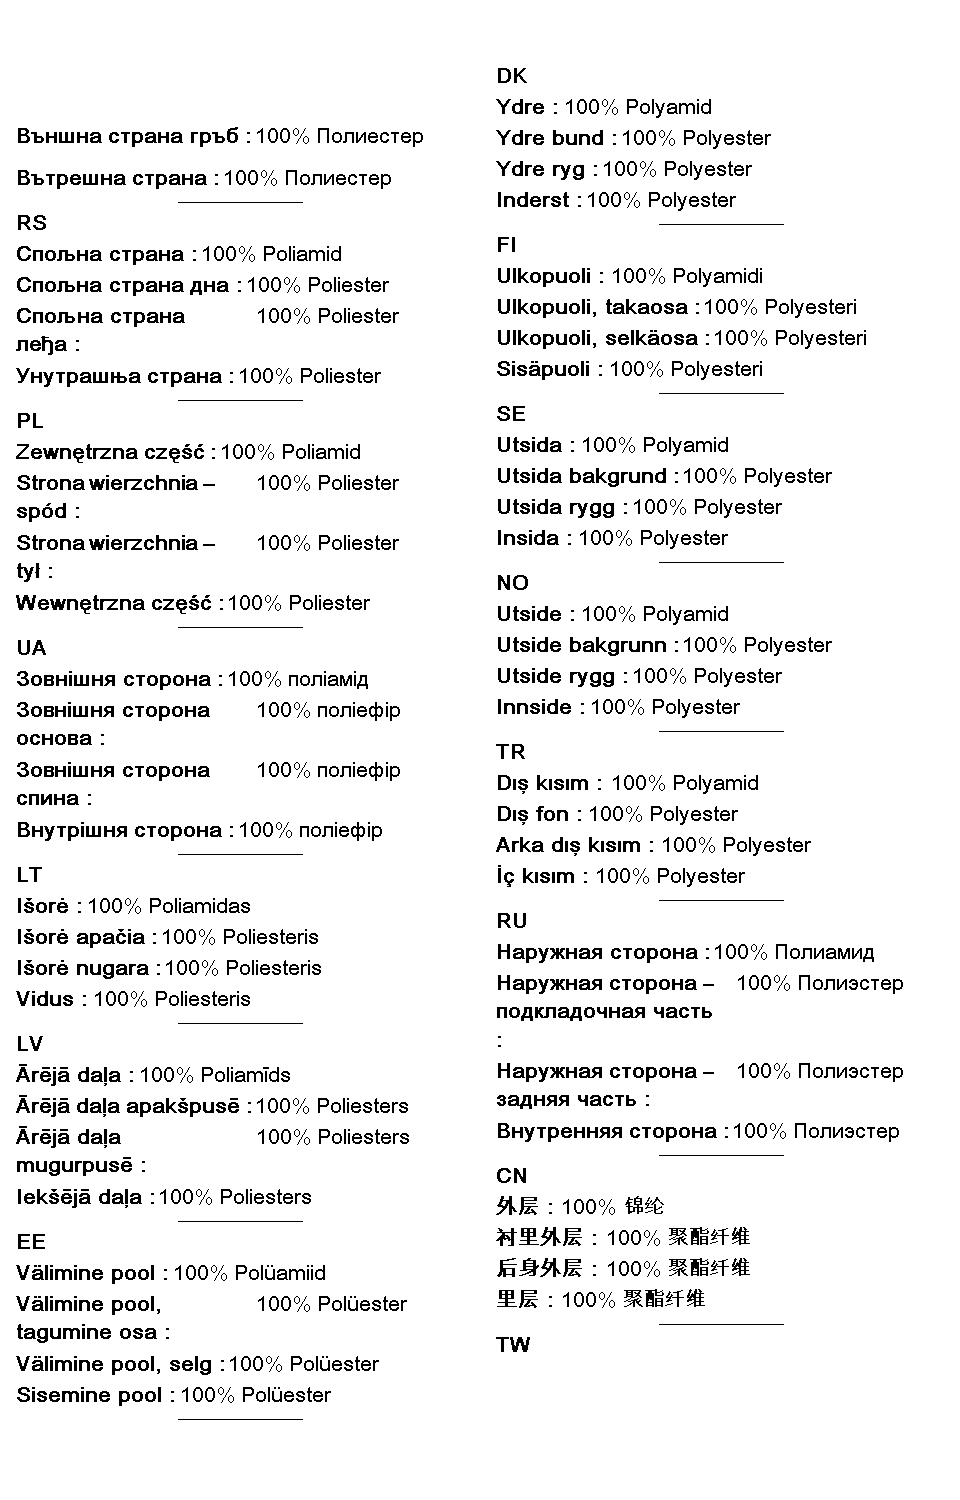 Външна страна гръб : 100% Полиестер
Вътрешна страна : 100% Полиестер
RS
Спољна страна : 100% Poliamid
Спољна страна дна : 100% Poliester
Спољна страна 100% Poliester
леђа :
Унутрашња страна : 100% Poliester
PL
Zewnętrzna część : 100% Poliamid
Strona wierzchnia – 100% Poliester
spód :
Strona wierzchnia – 100% Poliester
tył :
Wewnętrzna część : 100% Poliester
UA
Зовнішня сторона : 100% поліамід
Зовнішня сторона 100% поліефір
основа :
Зовнішня сторона 100% поліефір
спина :
Внутрішня сторона : 100% поліефір
LT
Išorė : 100% Poliamidas
Išorė apačia : 100% Poliesteris
Išorė nugara : 100% Poliesteris
Vidus : 100% Poliesteris
LV
Ārējā daļa : 100% Poliamīds
Ārējā daļa apakšpusē : 100% Poliesters
Ārējā daļa 100% Poliesters
mugurpusē :
Iekšējā daļa : 100% Poliesters
EE
Välimine pool : 100% Polüamiid
Välimine pool, 100% Polüester
tagumine osa :
Välimine pool, selg : 100% Polüester
Sisemine pool : 100% Polüester
DK
Ydre : 100% Polyamid
Ydre bund : 100% Polyester
Ydre ryg : 100% Polyester
Inderst : 100% Polyester
FI
Ulkopuoli : 100% Polyamidi
Ulkopuoli, takaosa : 100% Polyesteri
Ulkopuoli, selkäosa : 100% Polyesteri
Sisäpuoli : 100% Polyesteri
SE
Utsida : 100% Polyamid
Utsida bakgrund : 100% Polyester
Utsida rygg : 100% Polyester
Insida : 100% Polyester
NO
Utside : 100% Polyamid
Utside bakgrunn : 100% Polyester
Utside rygg : 100% Polyester
Innside : 100% Polyester
TR
Dış kısım : 100% Polyamid
Dış fon : 100% Polyester
Arka dış kısım : 100% Polyester
İç kısım : 100% Polyester
RU
Наружная сторона : 100% Полиамид
Наружная сторона – 100% Полиэстер
подкладочная часть
:
Наружная сторона – 100% Полиэстер
задняя часть :
Внутренняя сторона : 100% Полиэстер
CN
外层 : 100% 锦纶
衬里外层 : 100% 聚酯纤维
后身外层 : 100% 聚酯纤维
里层 : 100% 聚酯纤维
TW